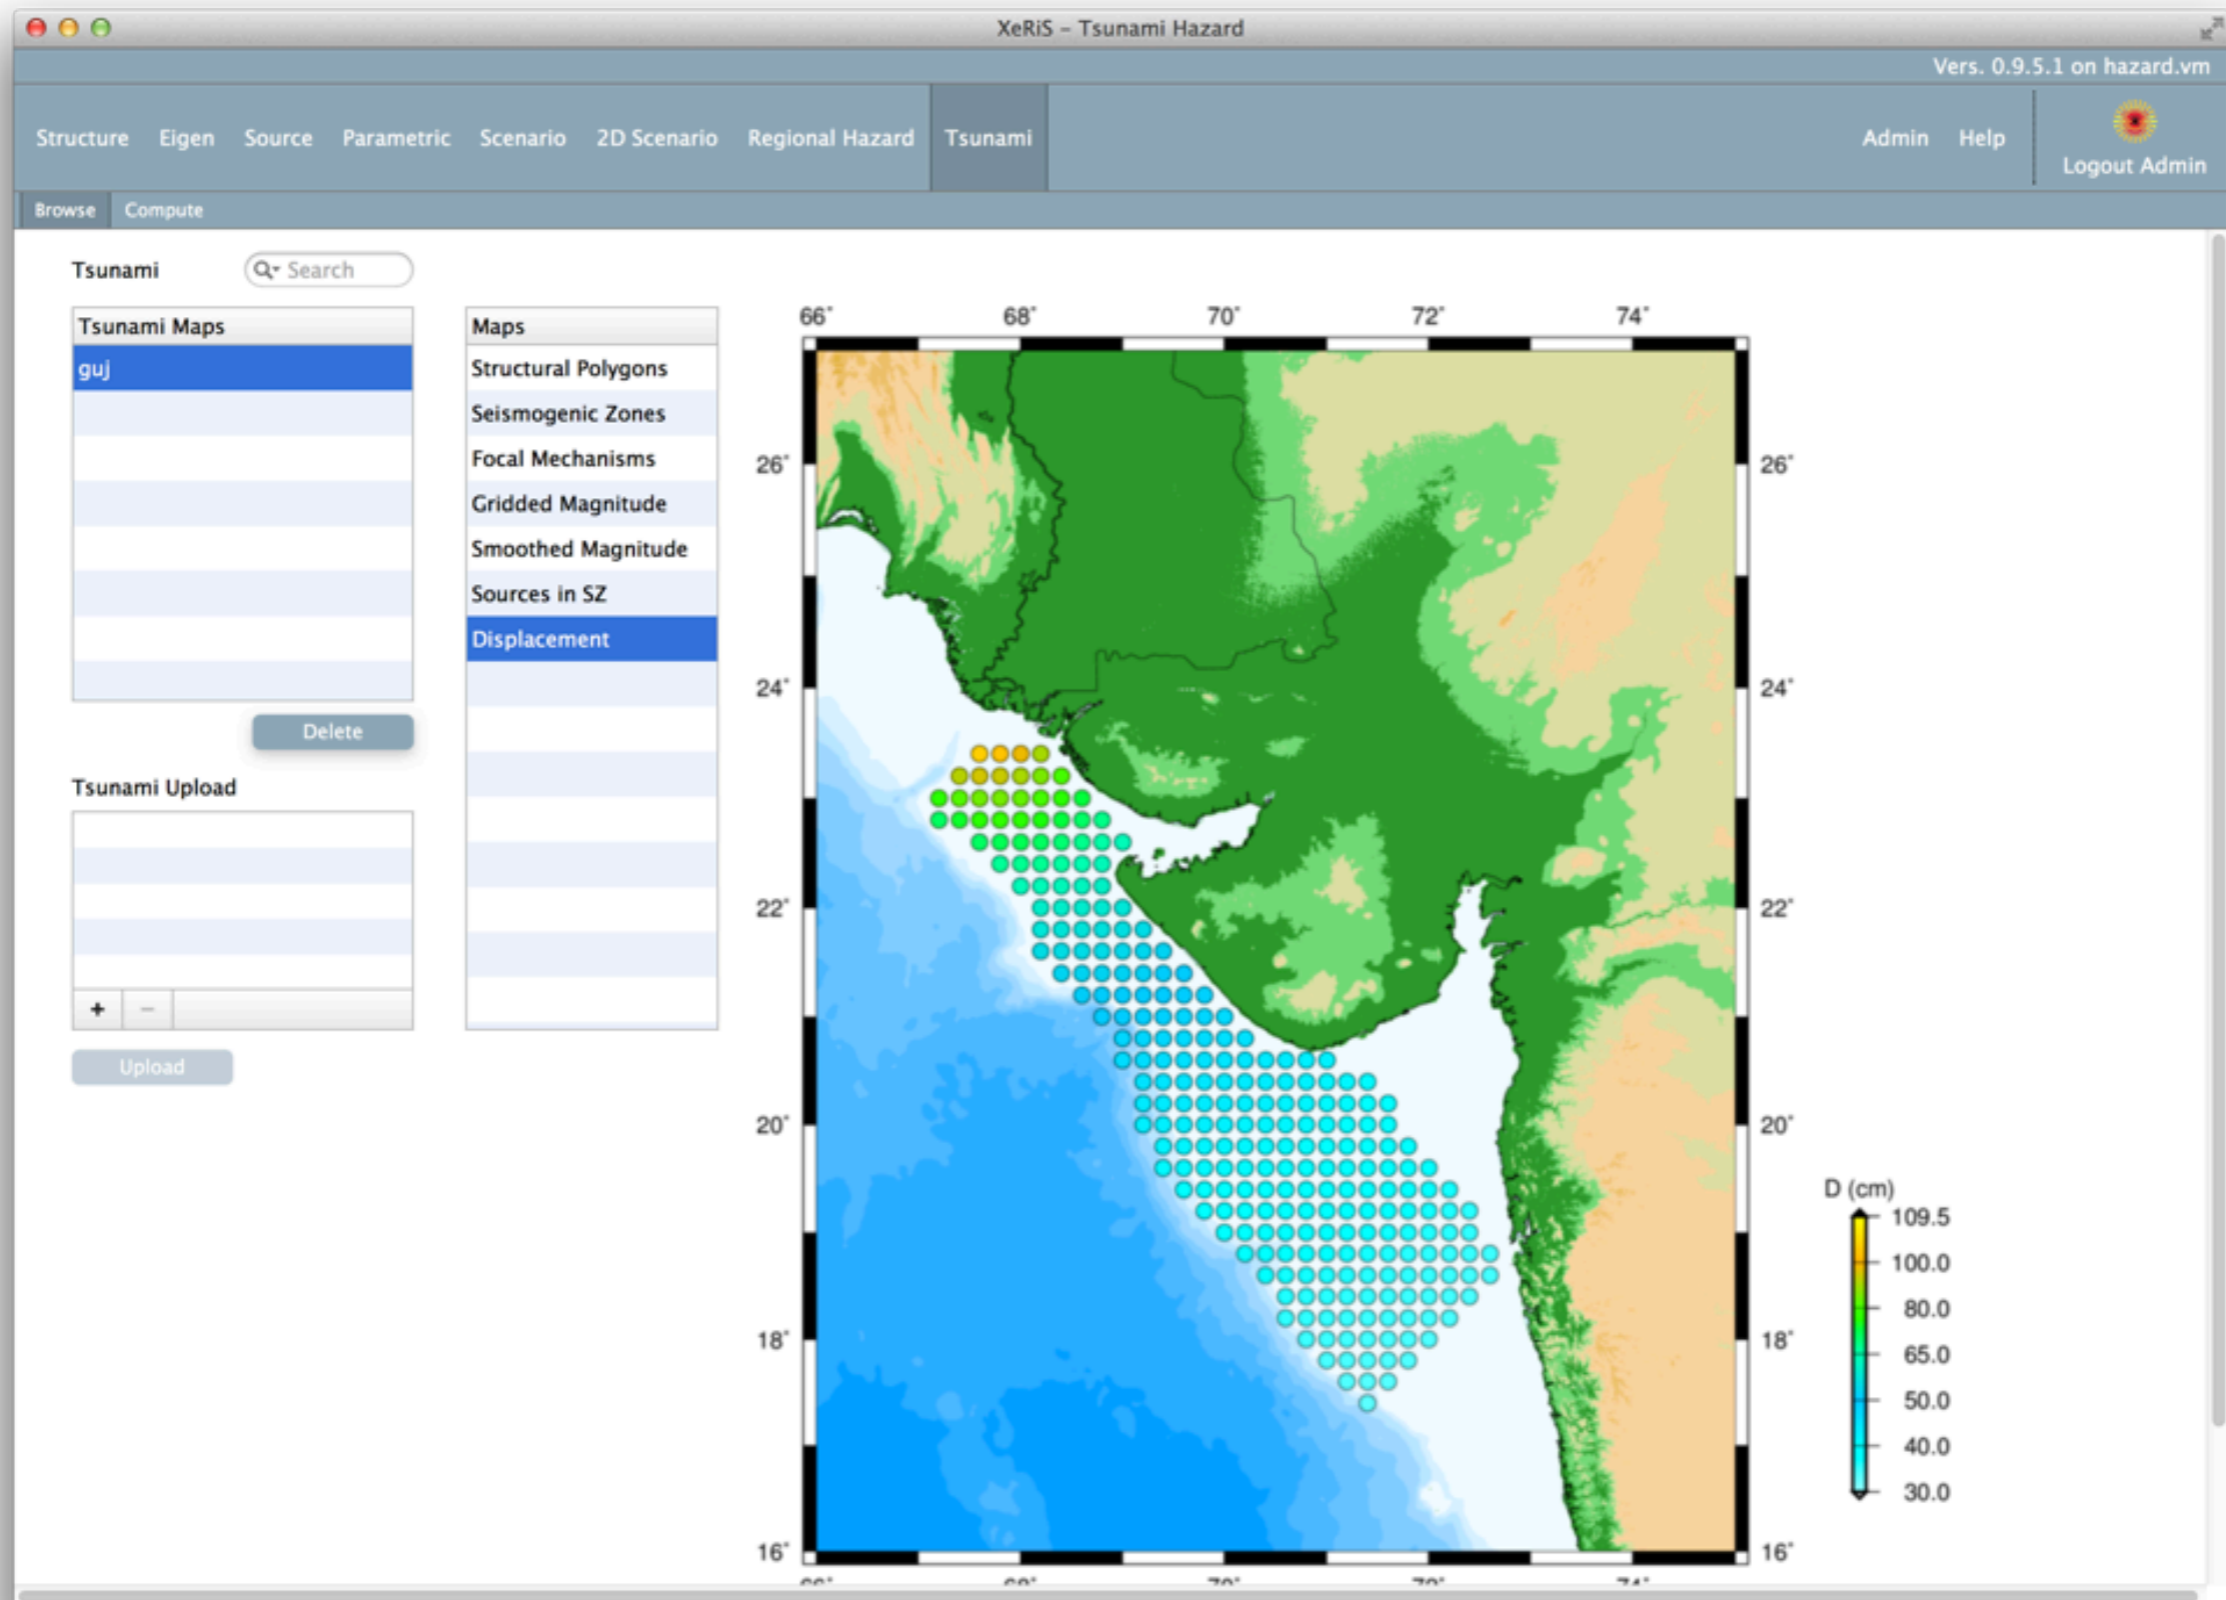 XeRiS – Tsunami Hazard
Vers. 0.9.5.1 on hazard.vm
Structure Eigen Source Parametric Scenario 2D Scenario Regional Hazard Tsunami Admin Help
Logout Admin
Browse Compute
Tsunami Search
66° 68° 70° 72° 74°
Tsunami Maps
guj
Maps
Structural Polygons
Seismogenic Zones
Focal Mechanisms
Gridded Magnitude
Smoothed Magnitude
Sources in SZ
Displacement
Delete
Tsunami Upload
+ −
Upload
26° 26°
24° 24°
22° 22°
20° 20°
18° 18°
16° 16°
D (cm)
109.5
100.0
80.0
65.0
50.0
40.0
30.0